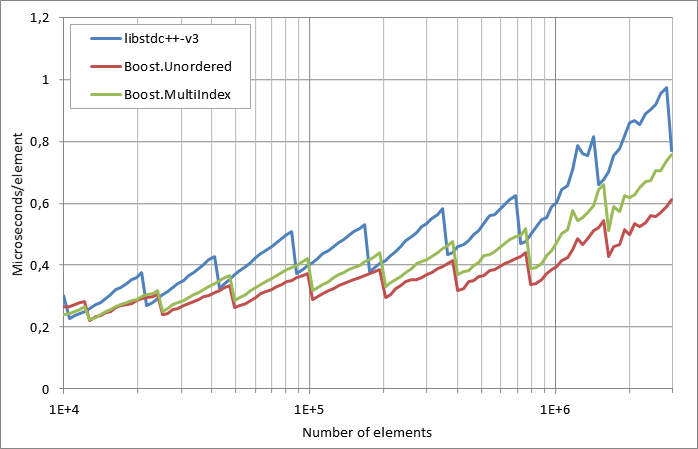 1,2
1
0,8
0,6
0,4
0,2
0
Microseconds/element
libstdc++-v3
Boost.Unordered
Boost.MultiIndex
1E+4 1E+5 1E+6
Number of elements